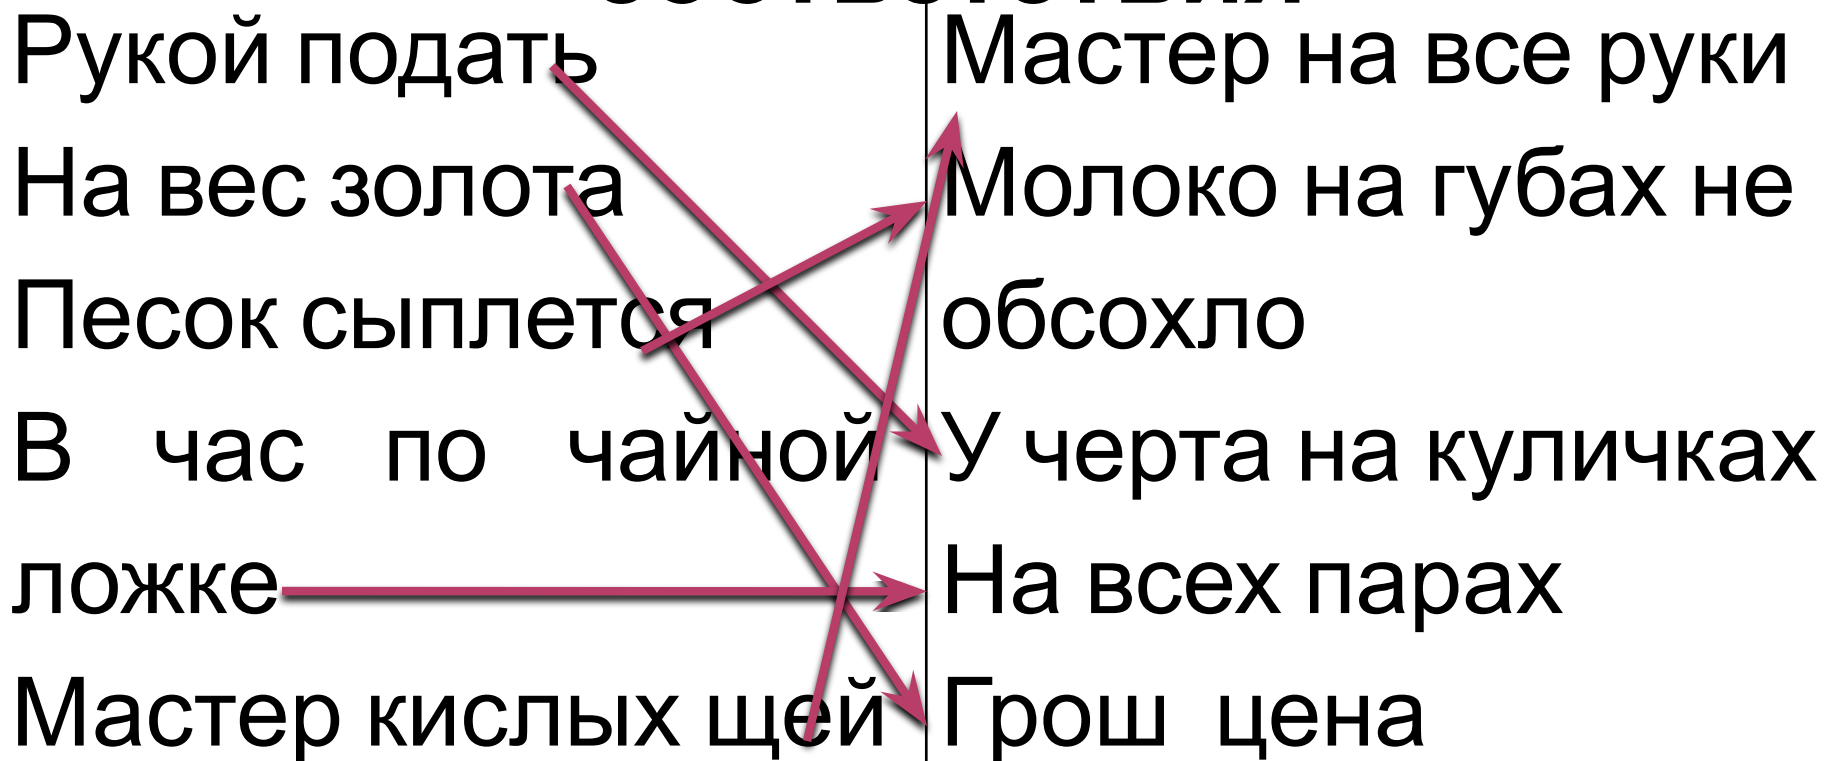 Рукой подать
На вес золота
Песок сыплется
В час по чайной
ложке
Мастер кислых щей
Мастер на все руки
Молоко на губах не
обсохло
У черта на куличках
На всех парах
Грош цена